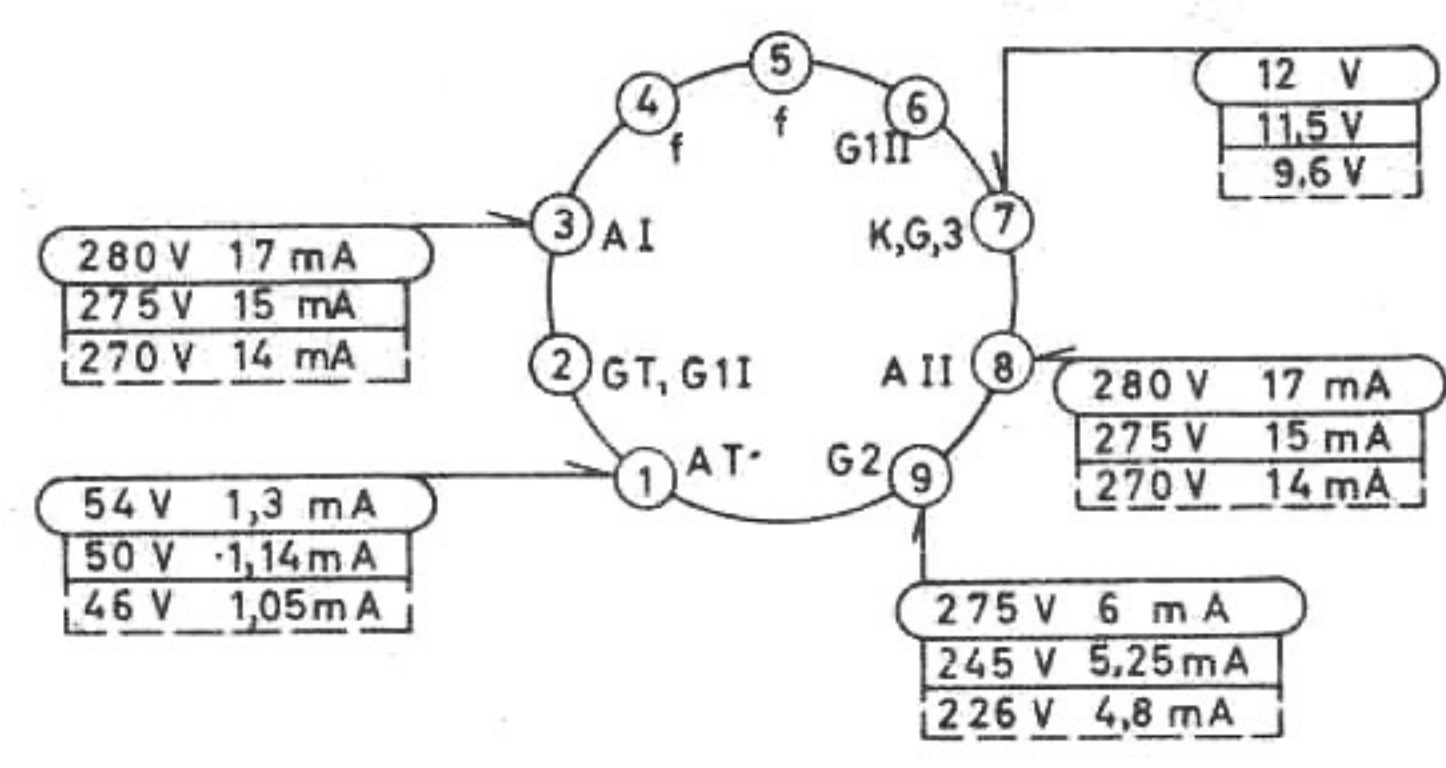 5
4
f
f
6
G1II
12 V
11,5 V
9,6 V
3
A I
K,G,3
7
280 V 17 mA
275 V 15 mA
270 V 14 mA
2
GT, G1I
A II
8
280 V 17 mA
275 V 15 mA
270 V 14 mA
1
AT
G2
9
54 V 1,3 mA
50 V 1,14 mA
46 V 1,05 mA
275 V 6 mA
245 V 5,25 mA
226 V 4,8 mA